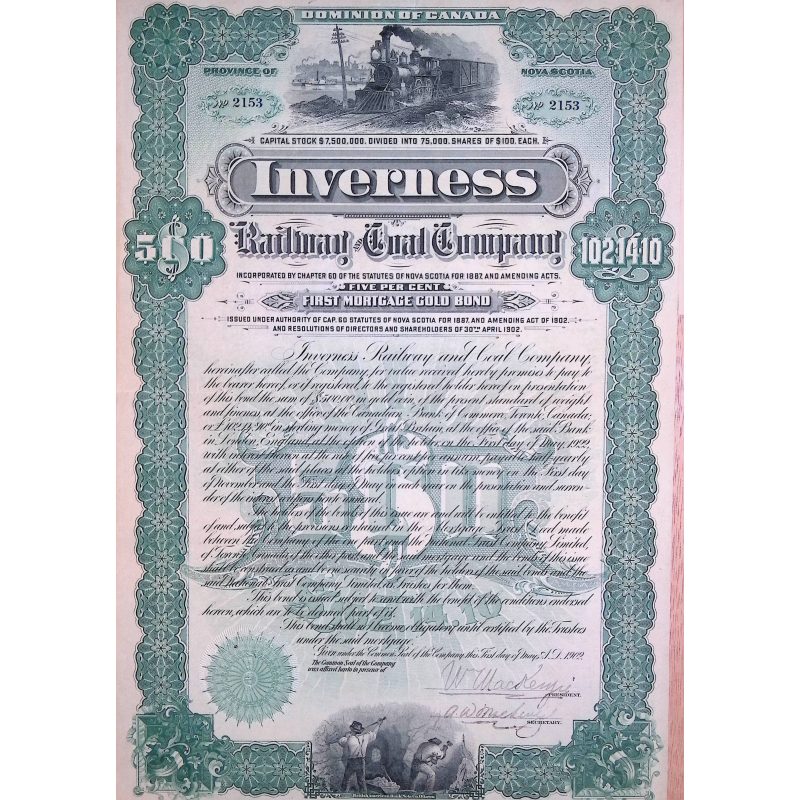 DOMINION OF CANADA
PROVINCE OF
NOVA SCOTIA
No 2153
No 2153
CAPITAL STOCK $7,500,000. DIVIDED INTO 75,000. SHARES OF $100. EACH.
Inverness
Railway and Coal Company
$500
£102.14.10
INCORPORATED BY CHAPTER 60 OF THE STATUTES OF NOVA SCOTIA FOR 1887, AND AMENDING ACTS.
FIVE PER CENT
FIRST MORTGAGE GOLD BOND
ISSUED UNDER AUTHORITY OF CAP. 60 STATUTES OF NOVA SCOTIA FOR 1887, AND AMENDING ACT OF 1902.
AND RESOLUTIONS OF DIRECTORS AND SHAREHOLDERS OF 30TH APRIL 1902.
Inverness Railway and Coal Company,
hereinafter called the Company, for value received hereby promises to pay to
the bearer hereof, or if registered, to the registered holder hereof, on presentation
of this bond the sum of $500.00 in gold coin, of the present standard of weight
and fineness, at the office of the Canadian Bank of Commerce, Toronto, Canada;
or £102.14.10 in sterling money of Great Britain, at the office of the said Bank
in London, England, at the on the First day of May, 1922,
with interest thereon at the rate of five per cent per annum, payable half yearly
at either of the said places at the holders option in like money on the First day
of November and the First day of May in each year on the presentation and surren-
der of the interest coupons hereto annexed.
The holders of the bonds of this issue are and will be entitled to the benefit
of and subject to the provisions contained in the Mortgage Deed made
between the Company of the one part and the National Trust Company, Limited,
of Toronto, Canada, of the other part, and the bonds of this issue
shall be construed as and be in favor of the holders of the said bonds and the
said National Trust Company, Limited, as Trustees for them.
This bond is issued subject to and with the benefit of the conditions endorsed
hereon, which are to be deemed part of it.
This bond shall not become obligatory until certified by the Trustees
under the said mortgage.
Given under the Common Seal of the Company, this First day of May, A.D. 1902.
The Common Seal of the Company
was affixed hereto in presence of
W. Mackenzie
PRESIDENT.
SECRETARY.
British American Bank Note Co. Ottawa